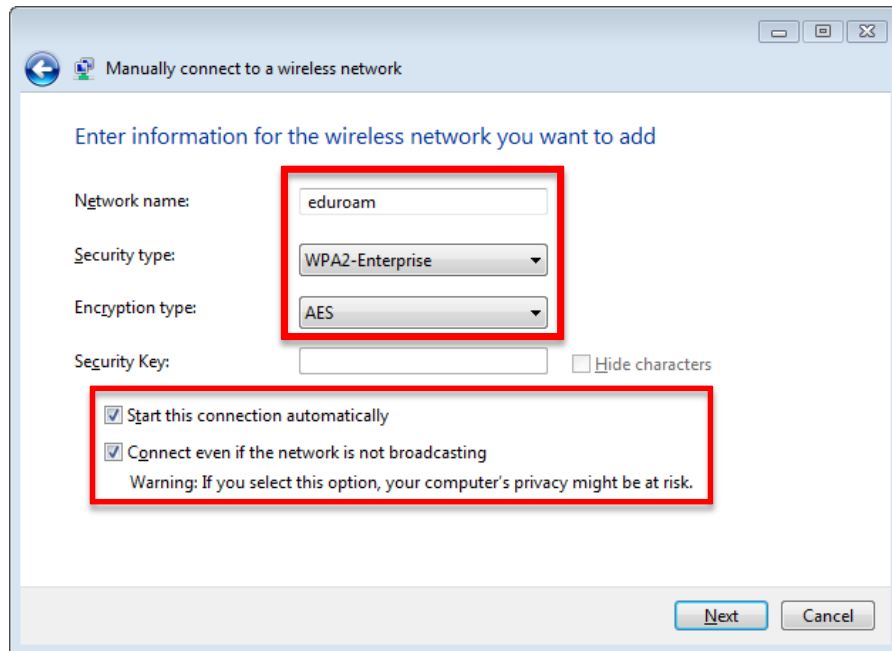 Manually connect to a wireless network
Enter information for the wireless network you want to add
Network name: eduroam
Security type: WPA2-Enterprise
Encryption type: AES
Security Key: Hide characters
Start this connection automatically
Connect even if the network is not broadcasting
Warning: If you select this option, your computer's privacy might be at risk.
Next Cancel